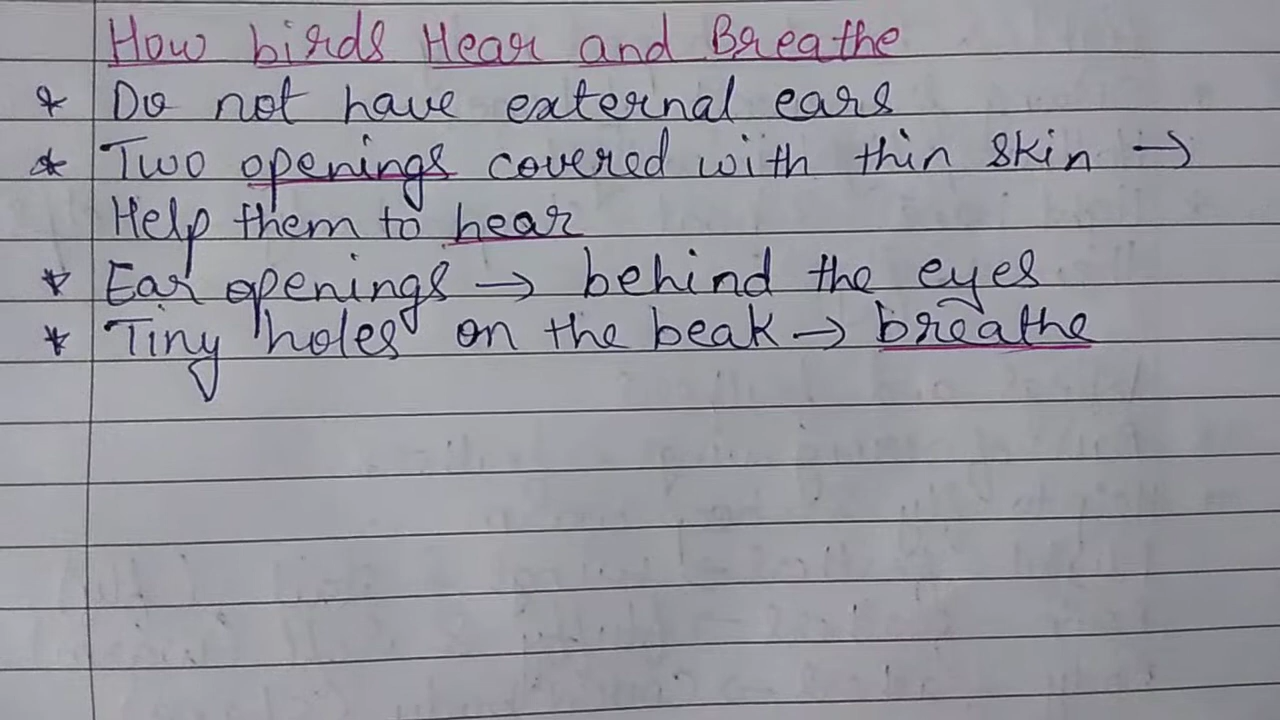 How birds Hear and Breathe
* Do not have external ears
* Two openings covered with thin skin →
Help them to hear
* Ear openings → behind the eyes
* Tiny holes on the beak → breathe